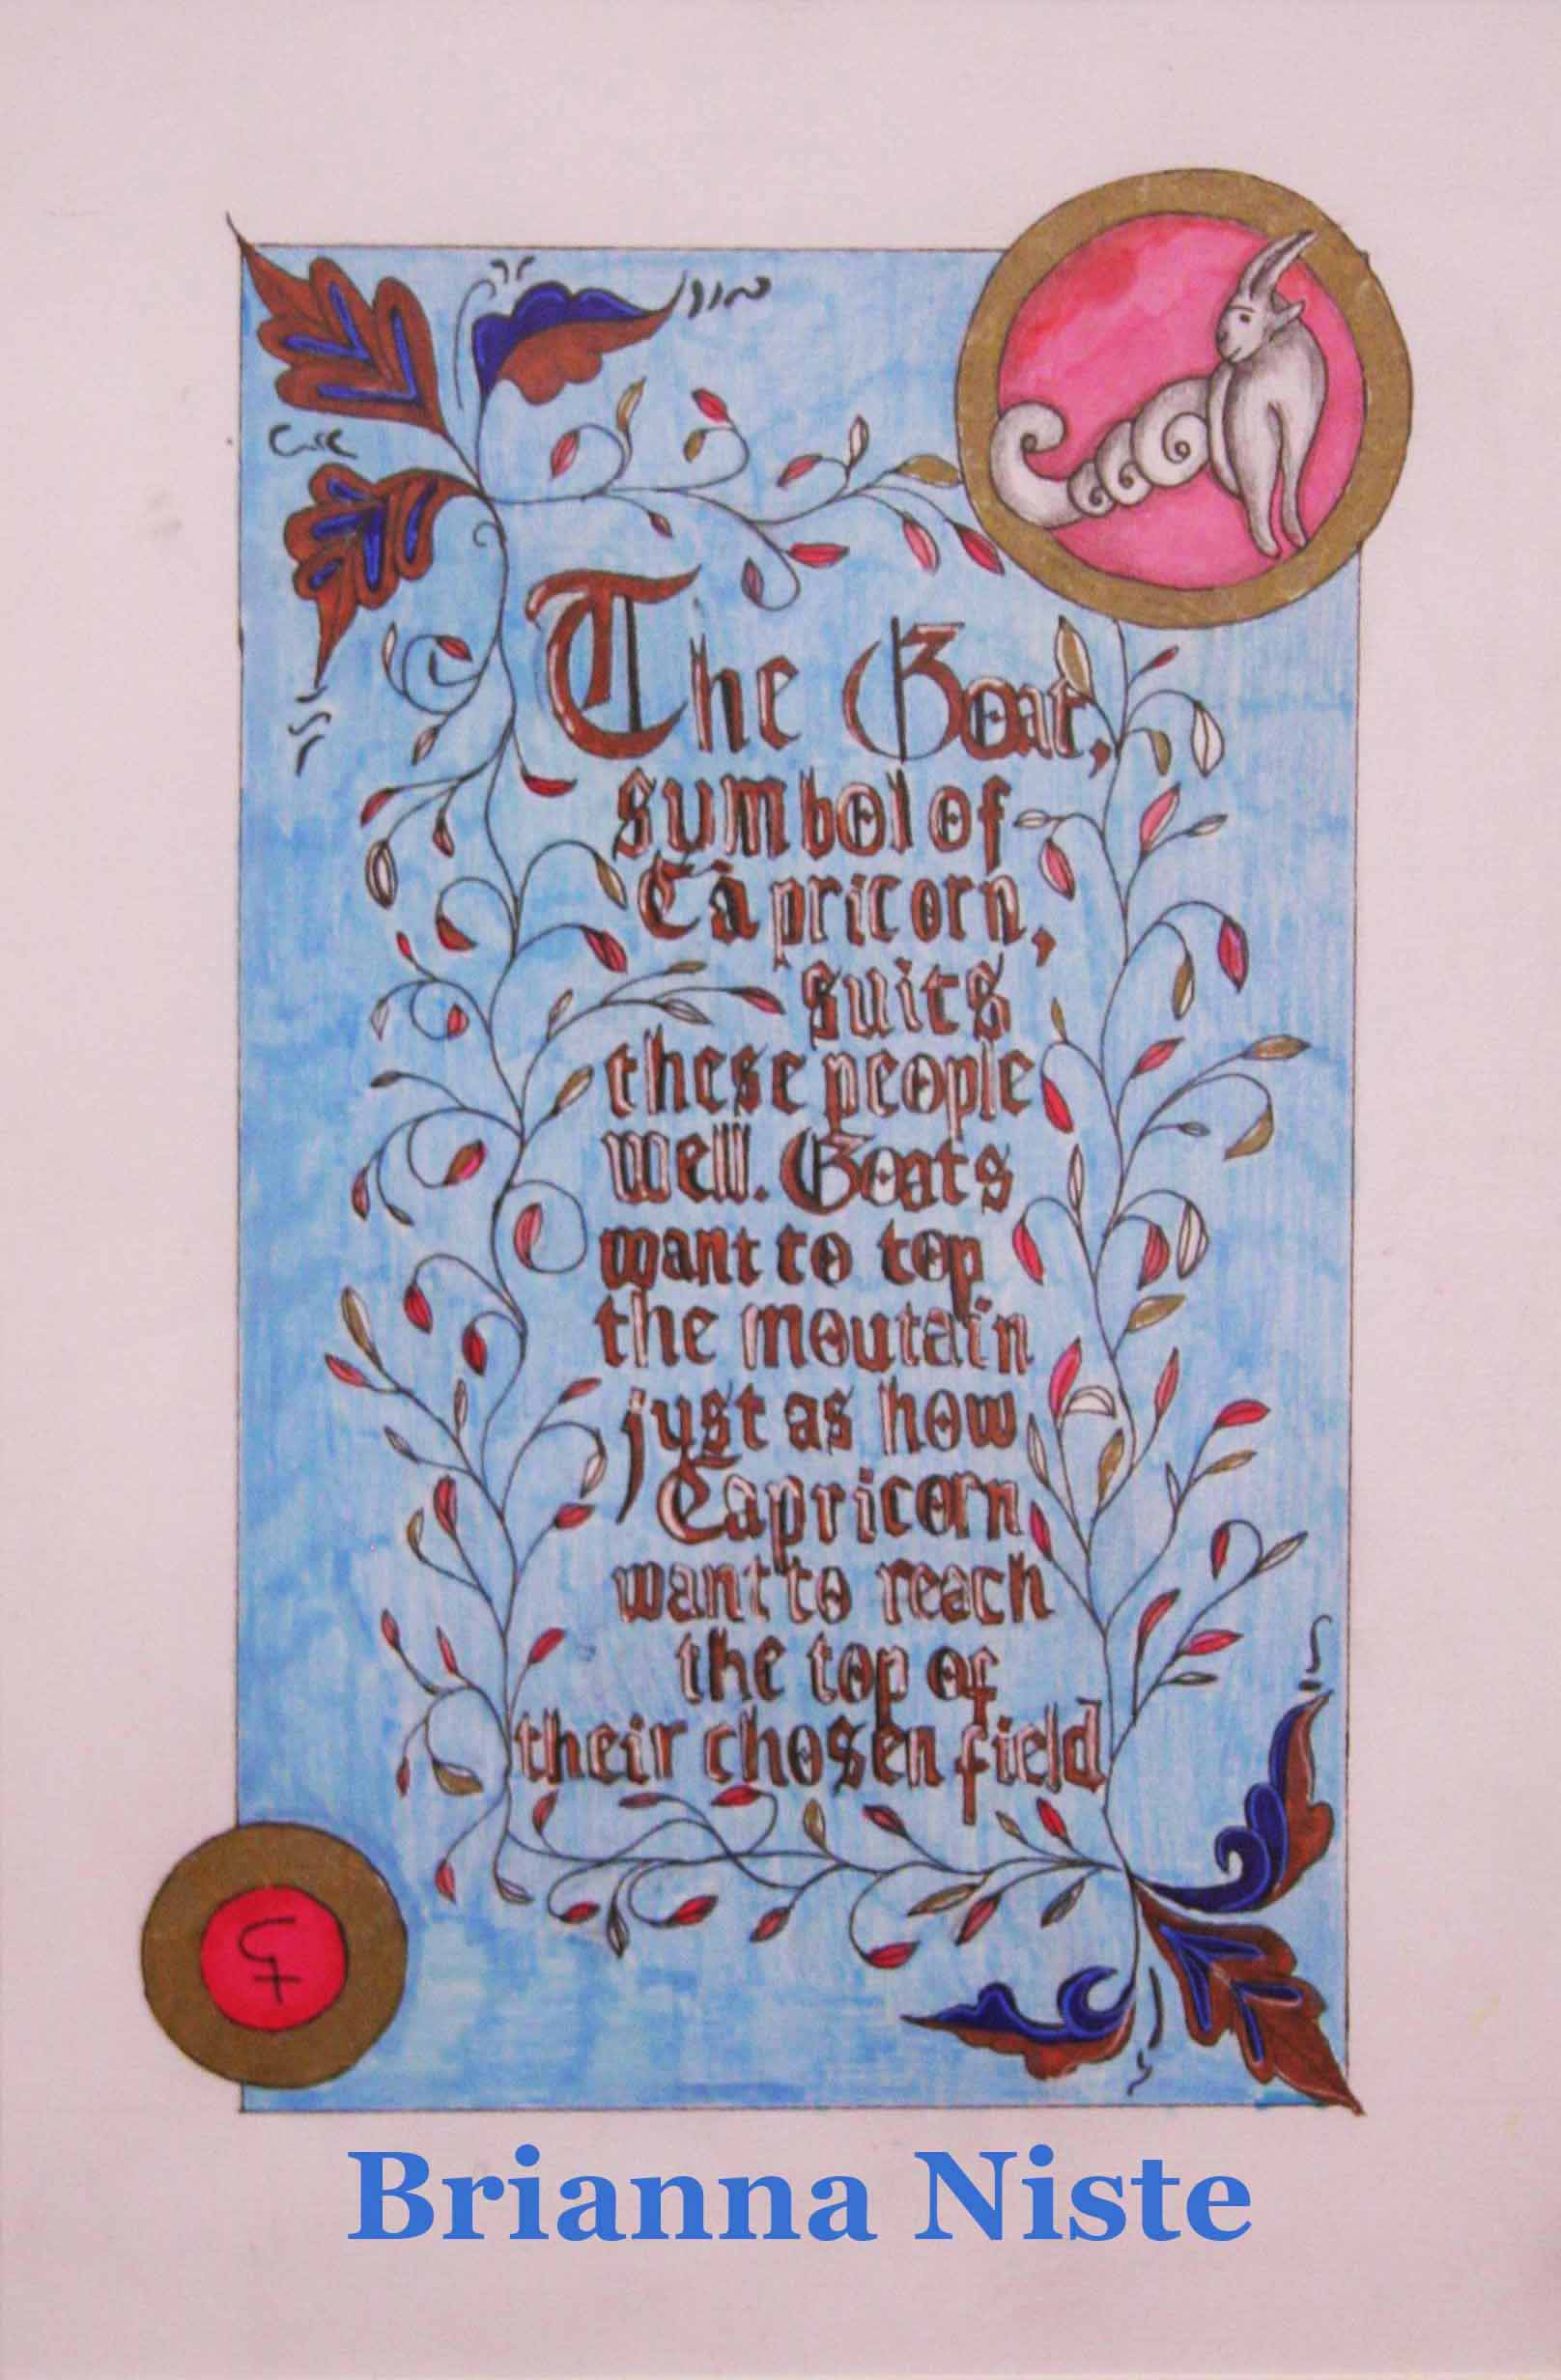 The Goat,
symbol of
Capricorn,
suits
these people
well. Goats
want to top
the moutain
just as how
Capricorn
want to reach
the top of
their chosen field
Brianna Niste